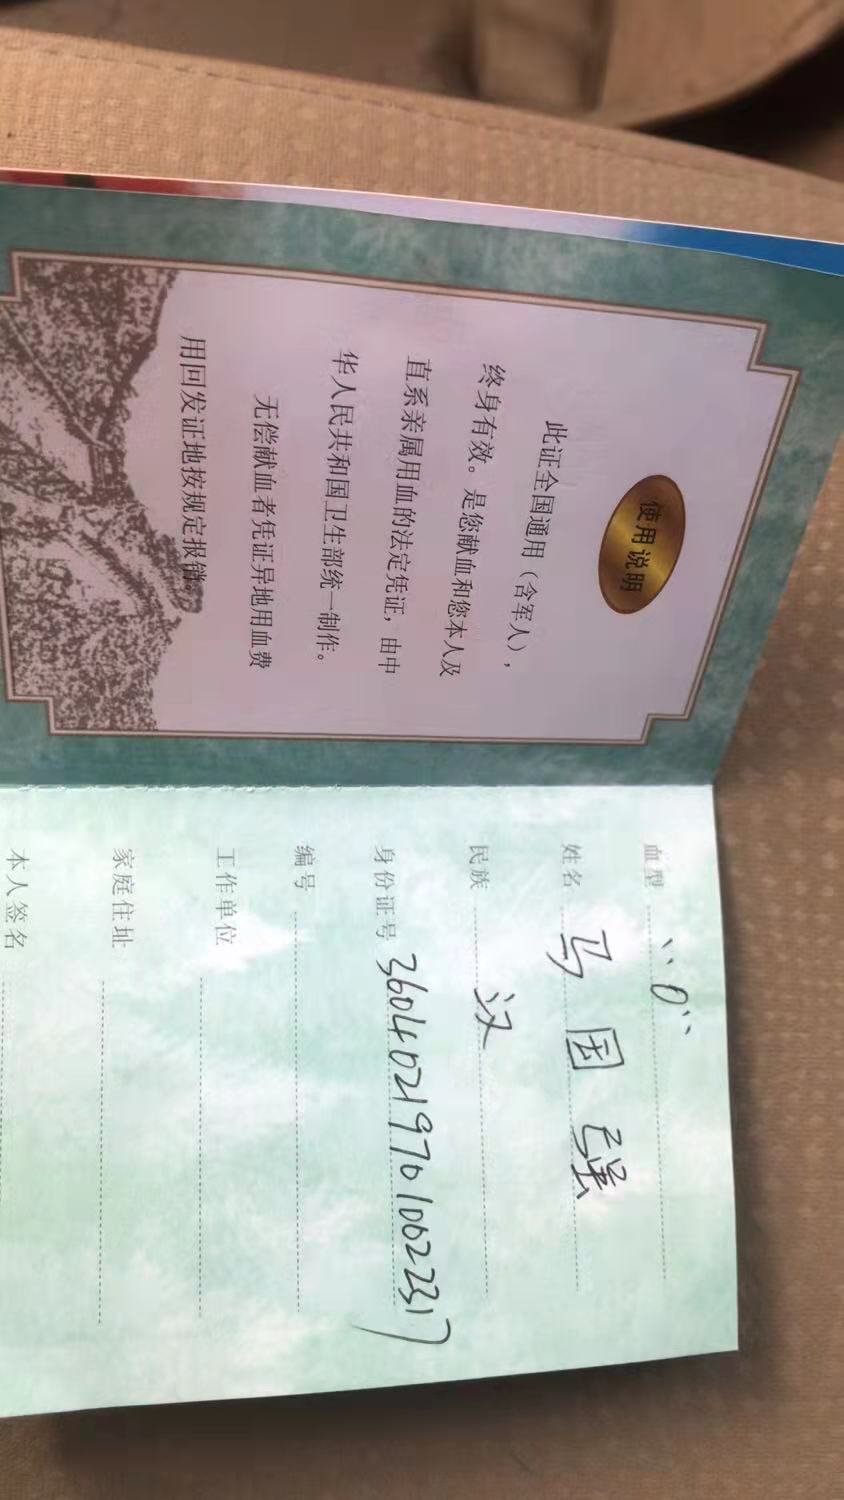 使用说明
此证全国通用（含军人），
终身有效。是您献血和您本人及
直系亲属用血的法定凭证，由中
华人民共和国卫生部统一制作。
无偿献血者凭证异地用血费
用回发证地按规定报销。
血型 "O"
姓名 马国强
民族 汉
身份证号 360402197010022317
编号
工作单位
家庭住址
本人签名